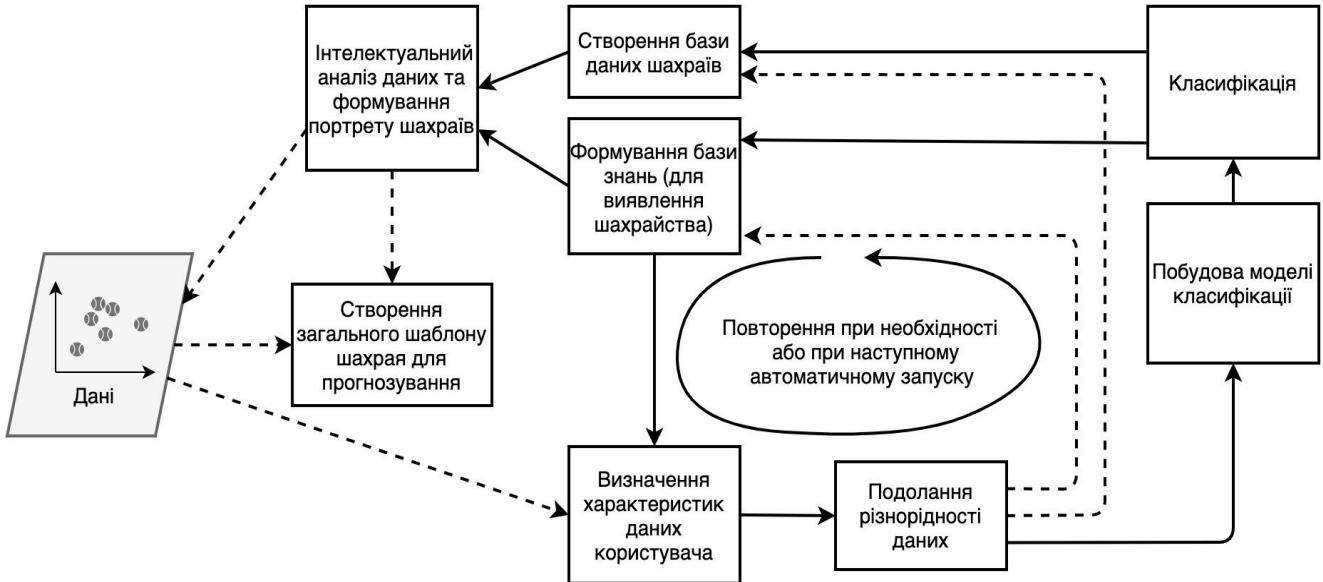 Інтелектуальний
аналіз даних та
формування
портрету шахраїв
Створення бази
даних шахраїв
Класифікація
Формування бази
знань (для
виявлення
шахрайства)
Побудова моделі
класифікації
Створення
загального шаблону
шахрая для
прогнозування
Повторення при необхідності
або при наступному
автоматичному запуску
Дані
Визначення
характеристик
даних
користувача
Подолання
різнорідності
даних